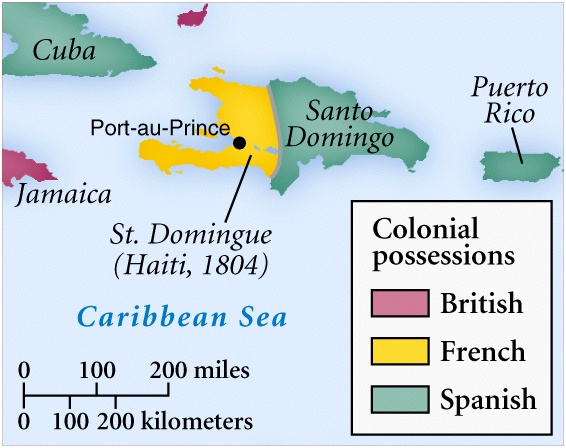 Cuba
Puerto
Rico
Santo
Domingo
Port-au-Prince
Jamaica
St. Domingue
(Haiti, 1804)
Caribbean Sea
Colonial
possessions
British
French
Spanish
0 100 200 miles
0 100 200 kilometers